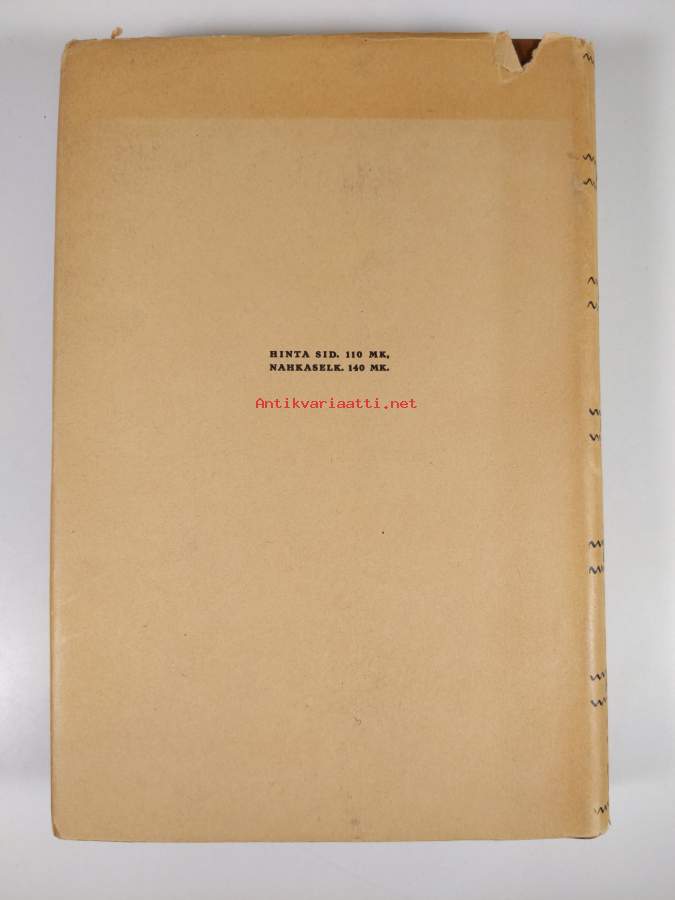 HINTA SID. 110 MK,
NAHKASELK. 140 MK.
Antikvariaatti.net